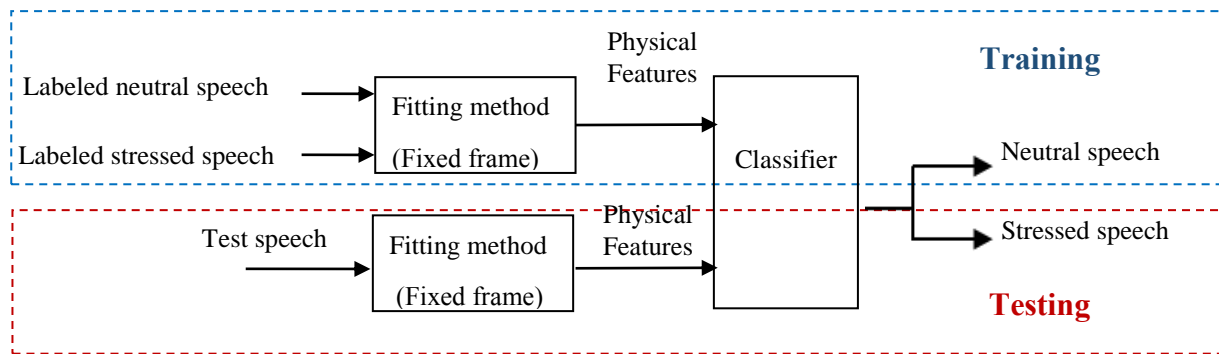 Physical
Features
Training
Labeled neutral speech
Fitting method
(Fixed frame)
Labeled stressed speech
Classifier
Neutral speech
Physical
Features
Test speech
Fitting method
(Fixed frame)
Stressed speech
Testing